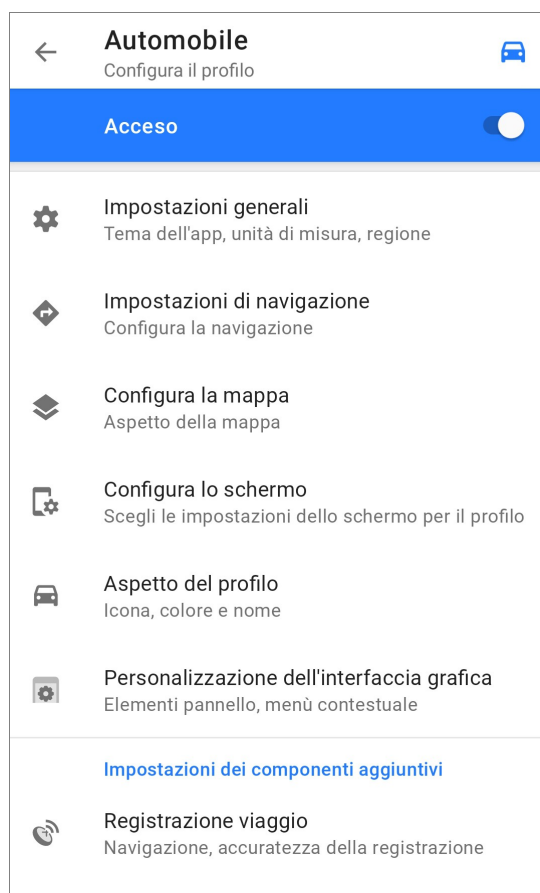 Automobile
Configura il profilo
Acceso
Impostazioni generali
Tema dell'app, unità di misura, regione
Impostazioni di navigazione
Configura la navigazione
Configura la mappa
Aspetto della mappa
Configura lo schermo
Scegli le impostazioni dello schermo per il profilo
Aspetto del profilo
Icona, colore e nome
Personalizzazione dell'interfaccia grafica
Elementi pannello, menù contestuale
Impostazioni dei componenti aggiuntivi
Registrazione viaggio
Navigazione, accuratezza della registrazione